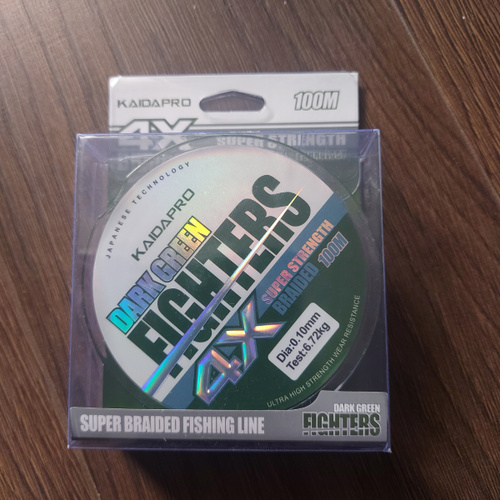 KAIDAPRO
100M
4X
SUPER STRENGTH
JAPANESE TECHNOLOGY
KAIDAPRO
DARK GREEN
FIGHTERS
4X
SUPER STRENGTH
BRAIDED 100M
Dia:0.10mm
Test:6.72kg
ULTRA HIGH STRENGTH WEAR RESISTANCE
SUPER BRAIDED FISHING LINE
DARK GREEN
FIGHTERS